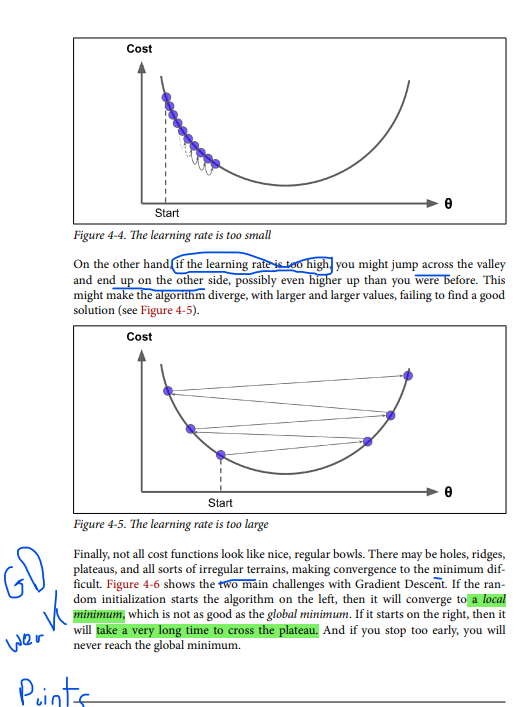 Cost
θ
Start
Figure 4-4. The learning rate is too small
On the other hand, if the learning rate is too high, you might jump across the valley
and end up on the other side, possibly even higher up than you were before. This
might make the algorithm diverge, with larger and larger values, failing to find a good
solution (see Figure 4-5).
Cost
θ
Start
Figure 4-5. The learning rate is too large
Finally, not all cost functions look like nice, regular bowls. There may be holes, ridges,
plateaus, and all sorts of irregular terrains, making convergence to the minimum dif-
ficult. Figure 4-6 shows the two main challenges with Gradient Descent. If the ran-
dom initialization starts the algorithm on the left, then it will converge to a local
minimum, which is not as good as the global minimum. If it starts on the right, then it
will take a very long time to cross the plateau. And if you stop too early, you will
never reach the global minimum.
GD
Points